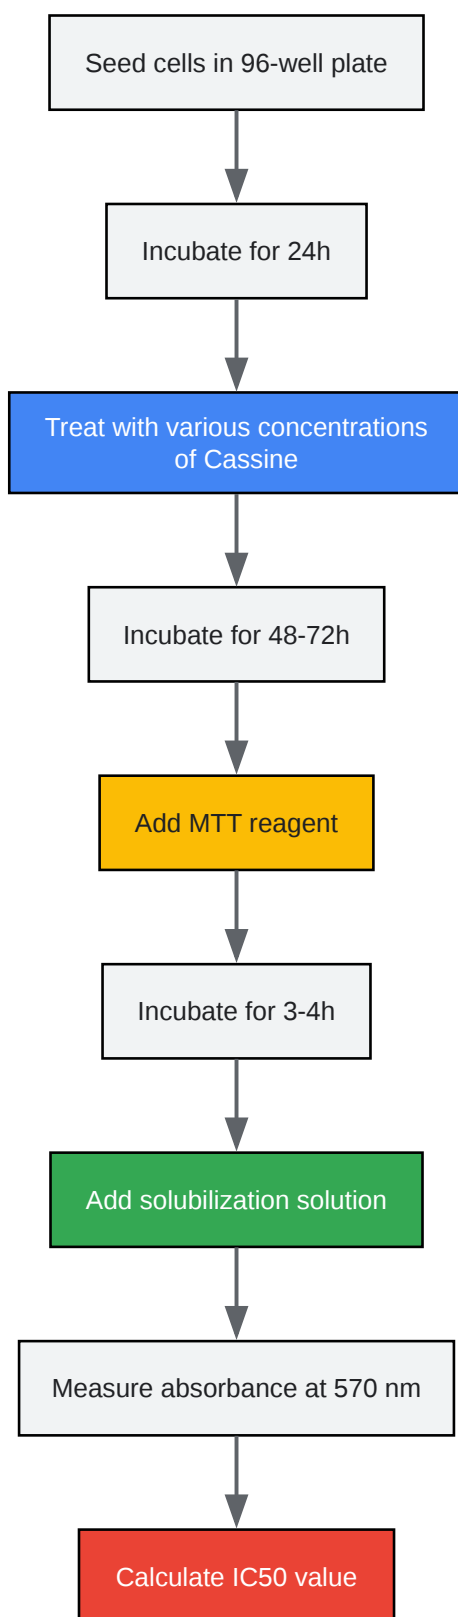 Seed cells in 96-well plate
Incubate for 24h
Treat with various concentrations
of Cassine
Incubate for 48-72h
Add MTT reagent
Incubate for 3-4h
Add solubilization solution
Measure absorbance at 570 nm
Calculate IC50 value